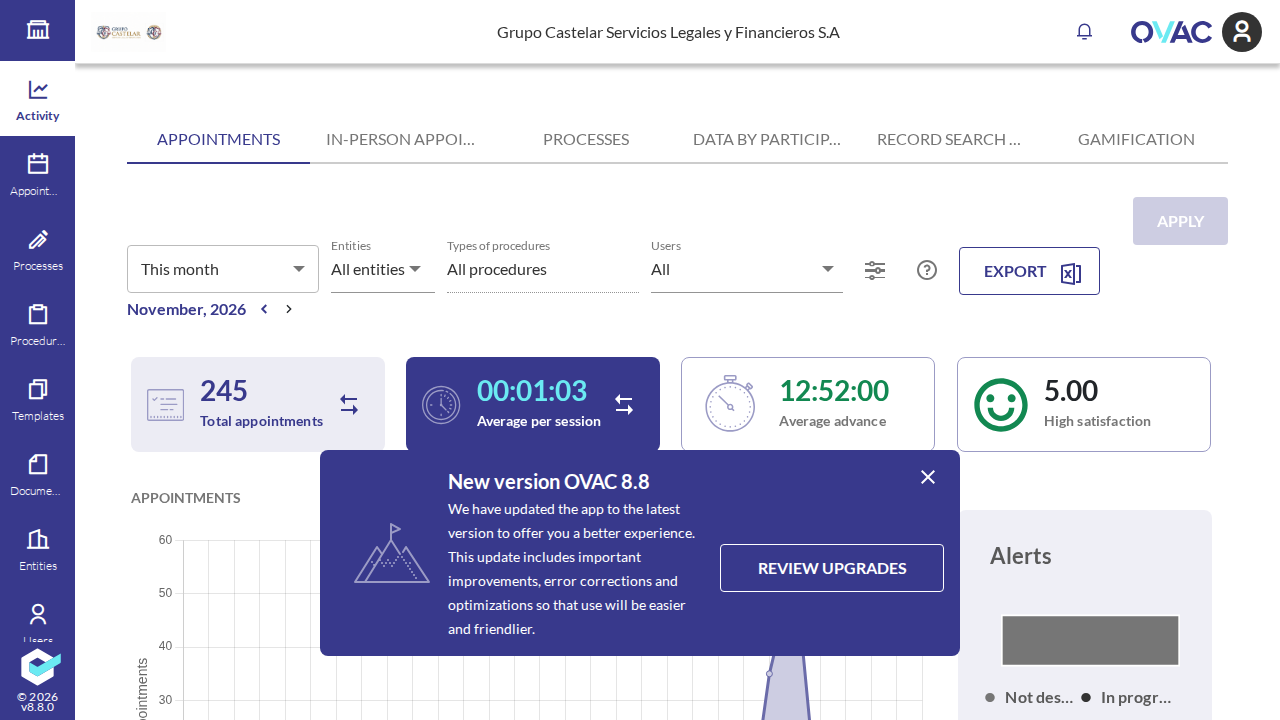 GRUPO
CASTELAR
Grupo Castelar Servicios Legales y Financieros S.A
OVAC
Activity
Appoint...
Processes
Procedur...
Templates
Docume...
Entities
Users
© 2026
v8.8.0
APPOINTMENTS
IN-PERSON APPOI...
PROCESSES
DATA BY PARTICIP...
RECORD SEARCH ...
GAMIFICATION
APPLY
This month
Entities
All entities
Types of procedures
All procedures
Users
All
EXPORT
November, 2026
245
Total appointments
00:01:03
Average per session
12:52:00
Average advance
5.00
High satisfaction
APPOINTMENTS
60
50
40
30
New version OVAC 8.8
We have updated the app to the latest
version to offer you a better experience.
This update includes important
improvements, error corrections and
optimizations so that use will be easier
and friendlier.
REVIEW UPGRADES
Alerts
Not des...
In progr...